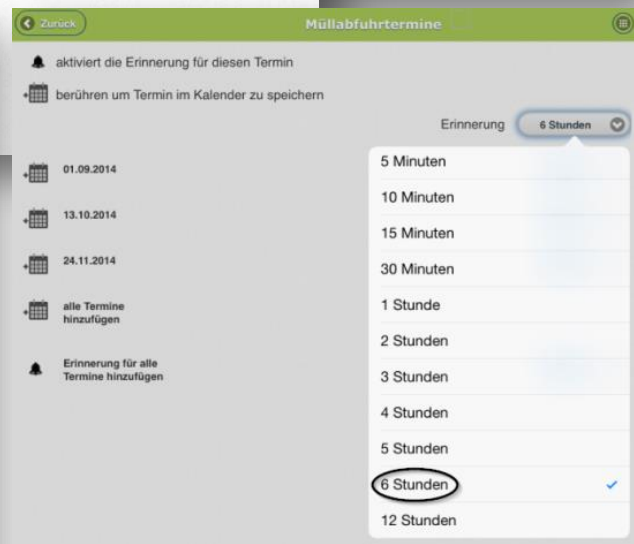 Zurück
Müllabfuhrtermine
aktiviert die Erinnerung für diesen Termin
berühren um Termin im Kalender zu speichern
Erinnerung 6 Stunden
01.09.2014
13.10.2014
24.11.2014
alle Termine
hinzufügen
Erinnerung für alle
Termine hinzufügen
5 Minuten
10 Minuten
15 Minuten
30 Minuten
1 Stunde
2 Stunden
3 Stunden
4 Stunden
5 Stunden
6 Stunden
12 Stunden